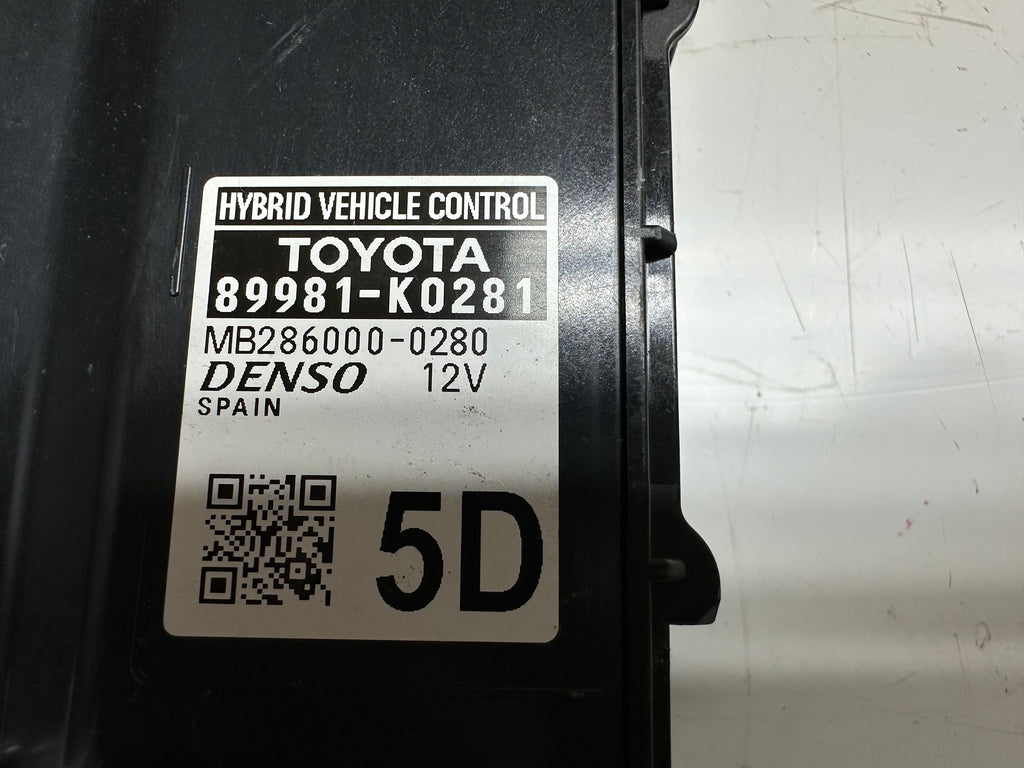 HYBRID VEHICLE CONTROL
TOYOTA
89981-K0281
MB286000-0280
DENSO 12V
SPAIN
5D